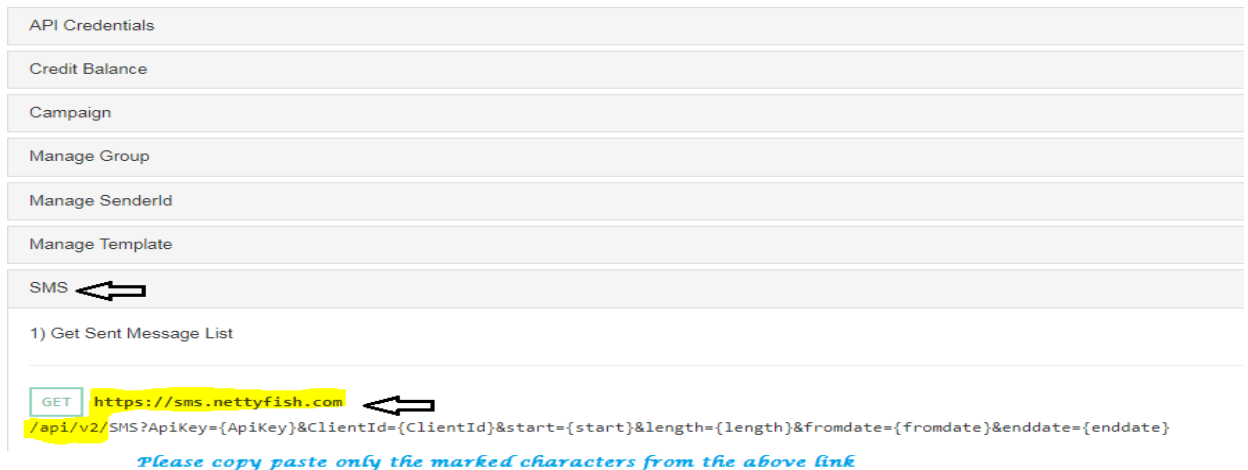 API Credentials
Credit Balance
Campaign
Manage Group
Manage SenderId
Manage Template
SMS
1) Get Sent Message List
GET https://sms.nettyfish.com
/api/v2/SMS?ApiKey={ApiKey}&ClientId={ClientId}&start={start}&length={length}&fromdate={fromdate}&enddate={enddate}
Please copy paste only the marked characters from the above link